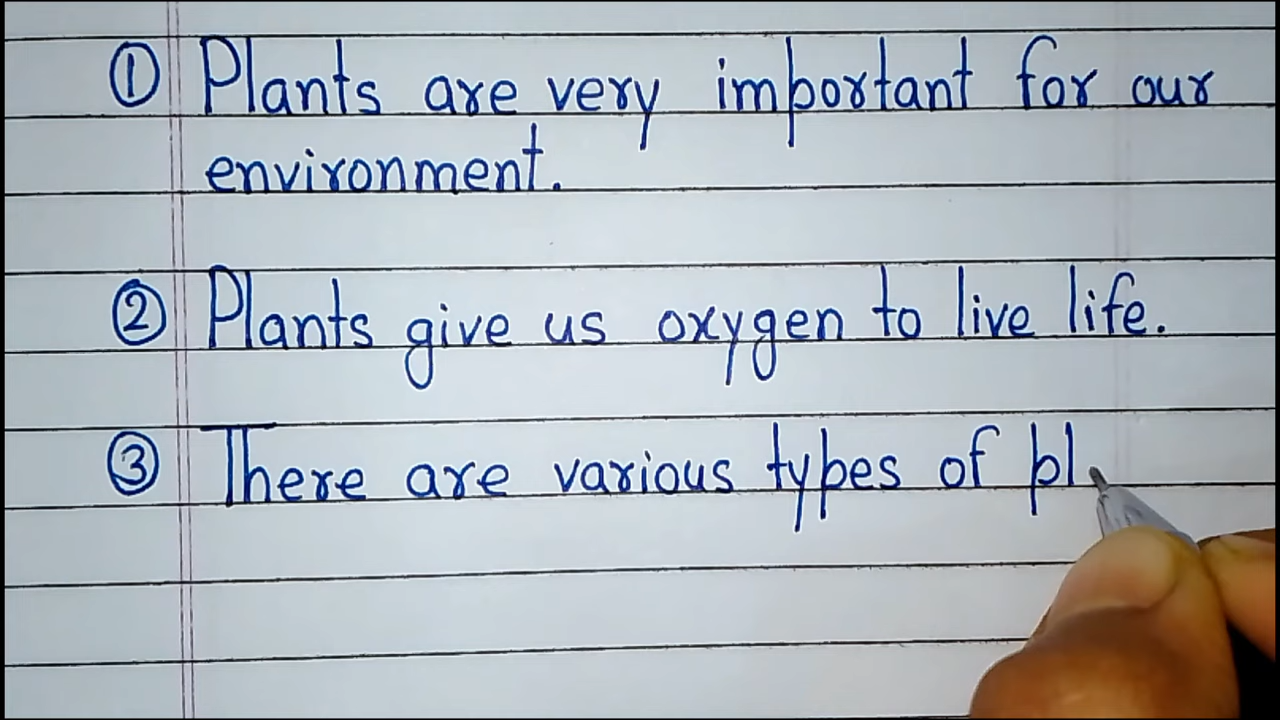 ① Plants are very important for our
environment.
② Plants give us oxygen to live life.
③ There are various types of pl